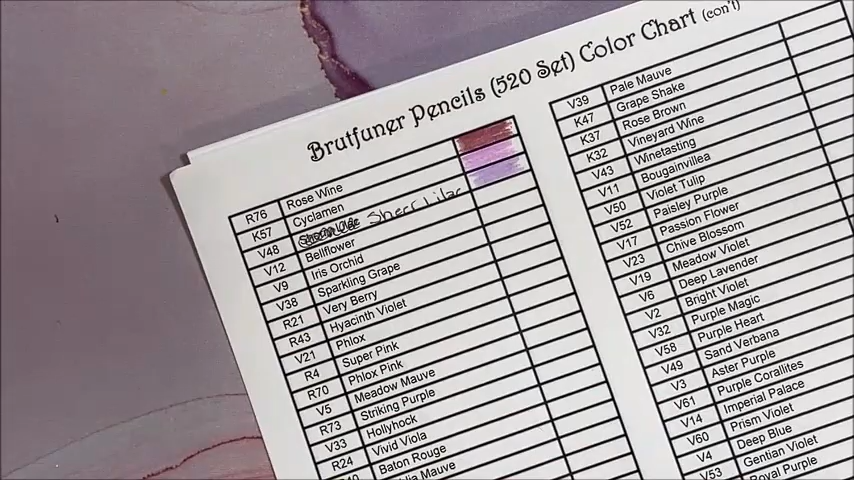 Brutfuner Pencils (520 Set) Color Chart (con't)
R76 Rose Wine
K57 Cyclamen
V48 Sheer Lilac
V12 Bellflower
V9 Iris Orchid
V38 Sparkling Grape
R21 Very Berry
R43 Hyacinth Violet
V21 Phlox
R4 Super Pink
R70 Phlox Pink
V5 Meadow Mauve
R73 Striking Purple
V33 Hollyhock
R24 Vivid Viola
Baton Rouge
Mauve
V39 Pale Mauve
K47 Grape Shake
K37 Rose Brown
K32 Vineyard Wine
V43 Winetasting
V11 Bougainvillea
V50 Violet Tulip
V52 Paisley Purple
V17 Passion Flower
V23 Chive Blossom
V19 Meadow Violet
V6 Deep Lavender
V2 Bright Violet
V32 Purple Magic
V58 Purple Heart
V49 Sand Verbana
V3 Aster Purple
V61 Purple Corallites
V14 Imperial Palace
V60 Prism Violet
V4 Deep Blue
V53 Gentian Violet
Royal Purple